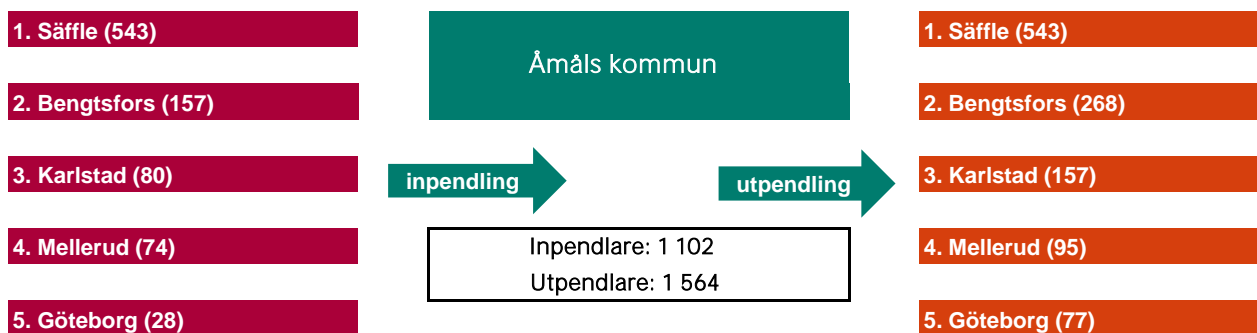 1. Säffle (543)
2. Bengtsfors (157)
3. Karlstad (80)
4. Mellerud (74)
5. Göteborg (28)
Åmåls kommun
inpendling
utpendling
Inpendlare: 1 102
Utpendlare: 1 564
1. Säffle (543)
2. Bengtsfors (268)
3. Karlstad (157)
4. Mellerud (95)
5. Göteborg (77)